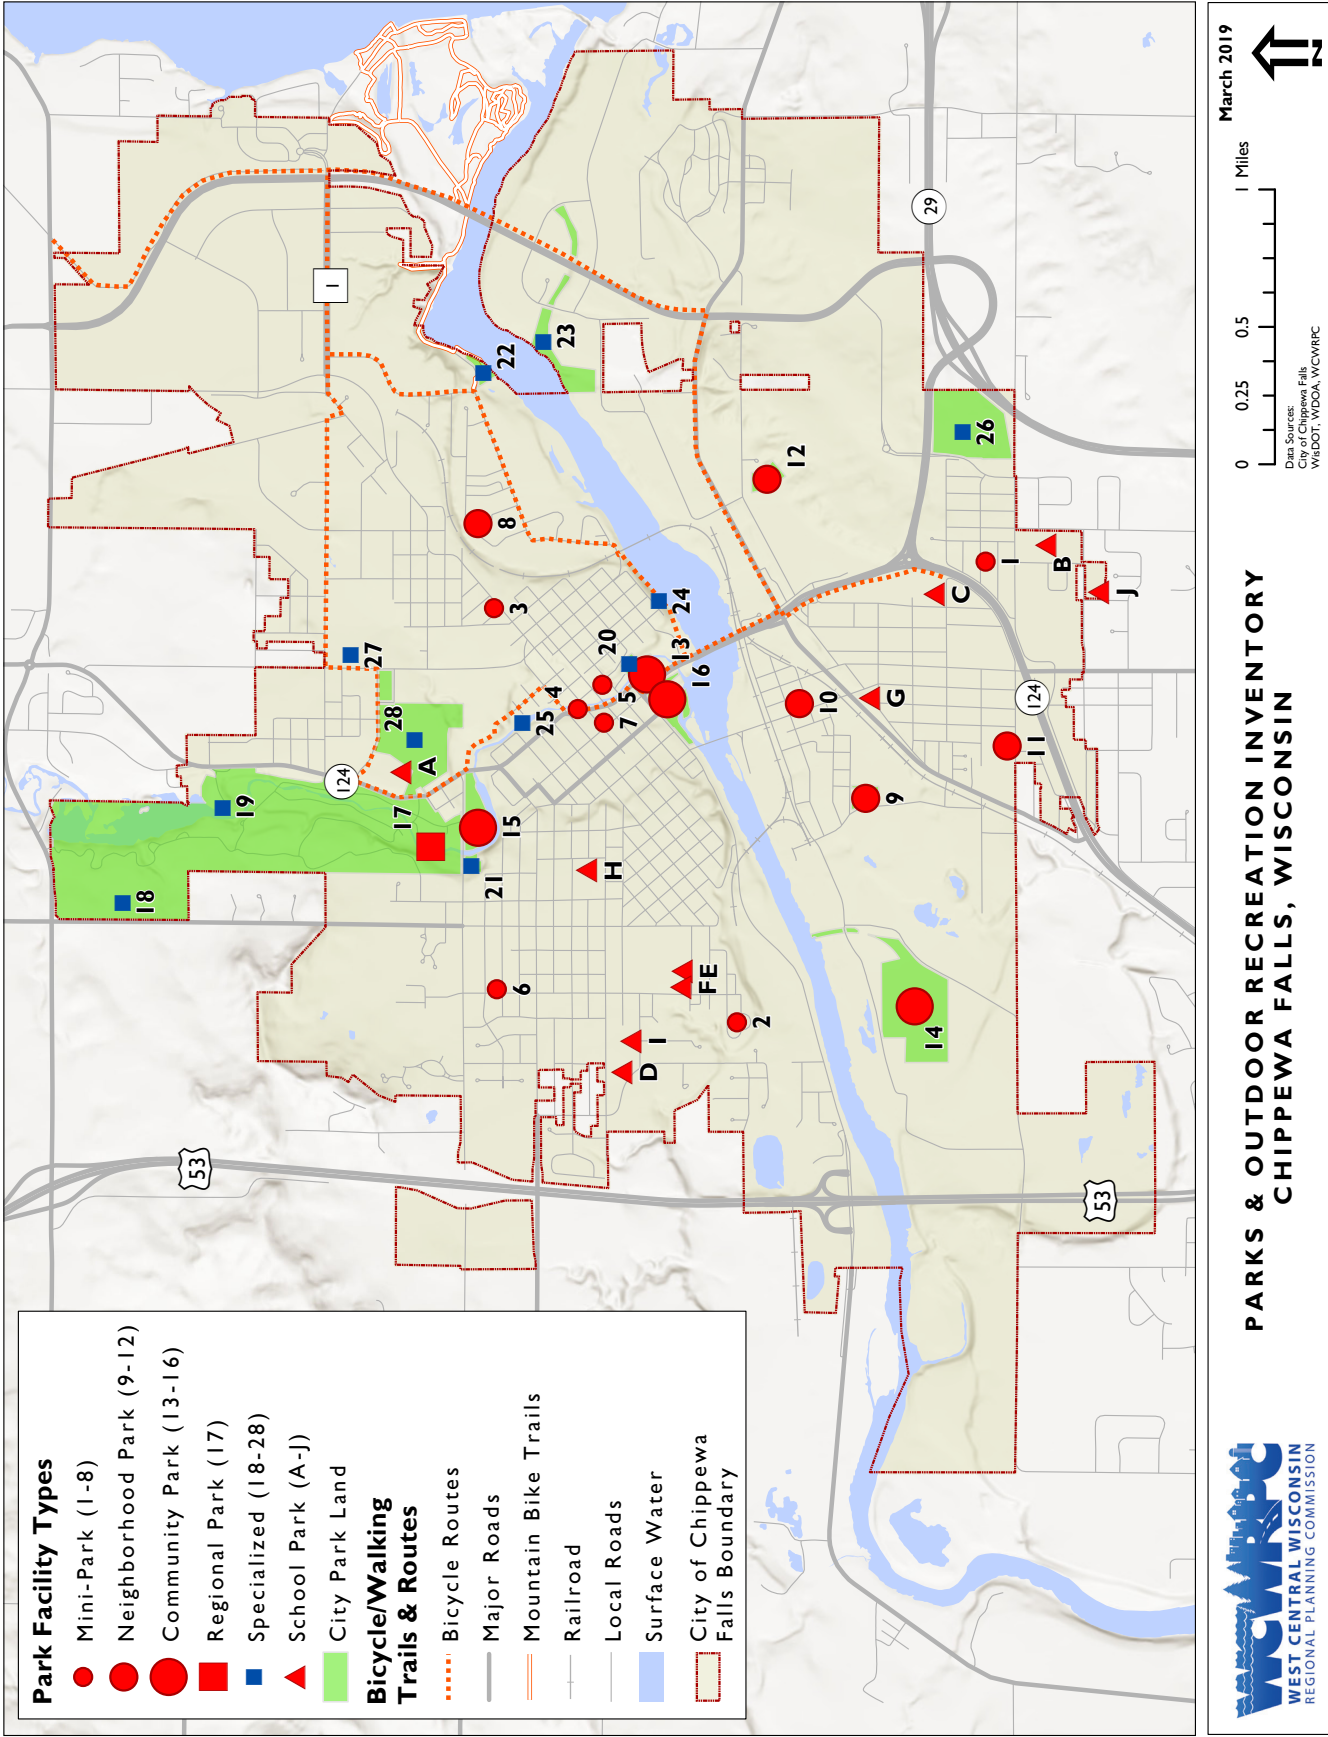 Park Facility Types
Mini-Park (1-8)
Neighborhood Park (9-12)
Community Park (13-16)
Regional Park (17)
Specialized (18-28)
School Park (A-J)
City Park Land
Bicycle/Walking
Trails & Routes
Bicycle Routes
Major Roads
Mountain Bike Trails
Railroad
Local Roads
Surface Water
City of Chippewa
Falls Boundary
53
18
19
124
17
A
28
27
I
21
15
25
3
8
22
23
6
H
4
5
7
20
13
16
24
D
I
F
E
2
10
12
9
G
14
C
29
26
11
124
1
B
J
53
PARKS & OUTDOOR RECREATION INVENTORY
CHIPPEWA FALLS, WISCONSIN
March 2019
N
0
0.25
0.5
1 Miles
Data Sources:
City of Chippewa Falls
WisDOT, WDOA, WCWRPC
WCWRPC
WEST CENTRAL WISCONSIN
REGIONAL PLANNING COMMISSION